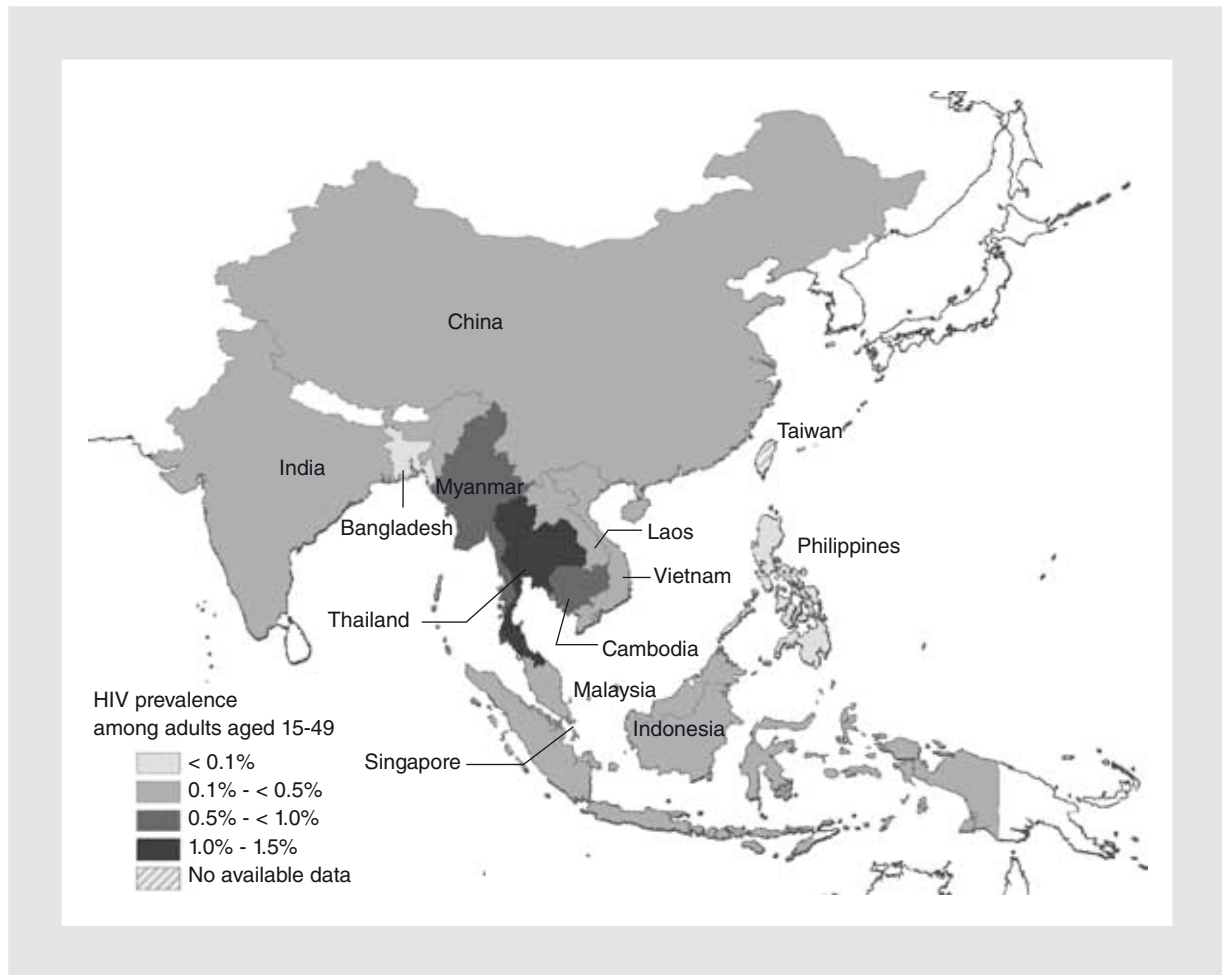 China
Taiwan
India
Myanmar
Bangladesh
Laos
Philippines
Vietnam
Thailand
Cambodia
Malaysia
Indonesia
Singapore
HIV prevalence
among adults aged 15-49
< 0.1%
0.1% - < 0.5%
0.5% - < 1.0%
1.0% - 1.5%
No available data